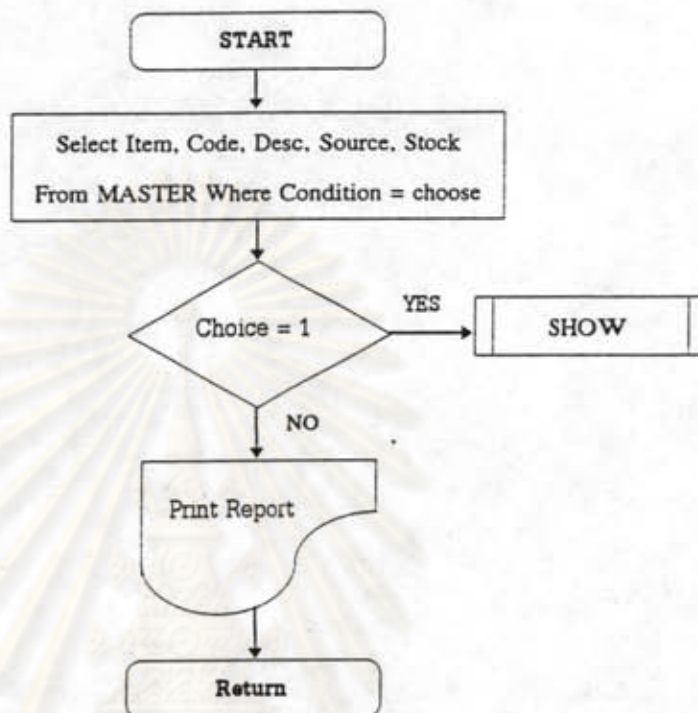 START
Select Item, Code, Desc, Source, Stock
From MASTER Where Condition = choose
Choice = 1
YES
SHOW
NO
Print Report
Return